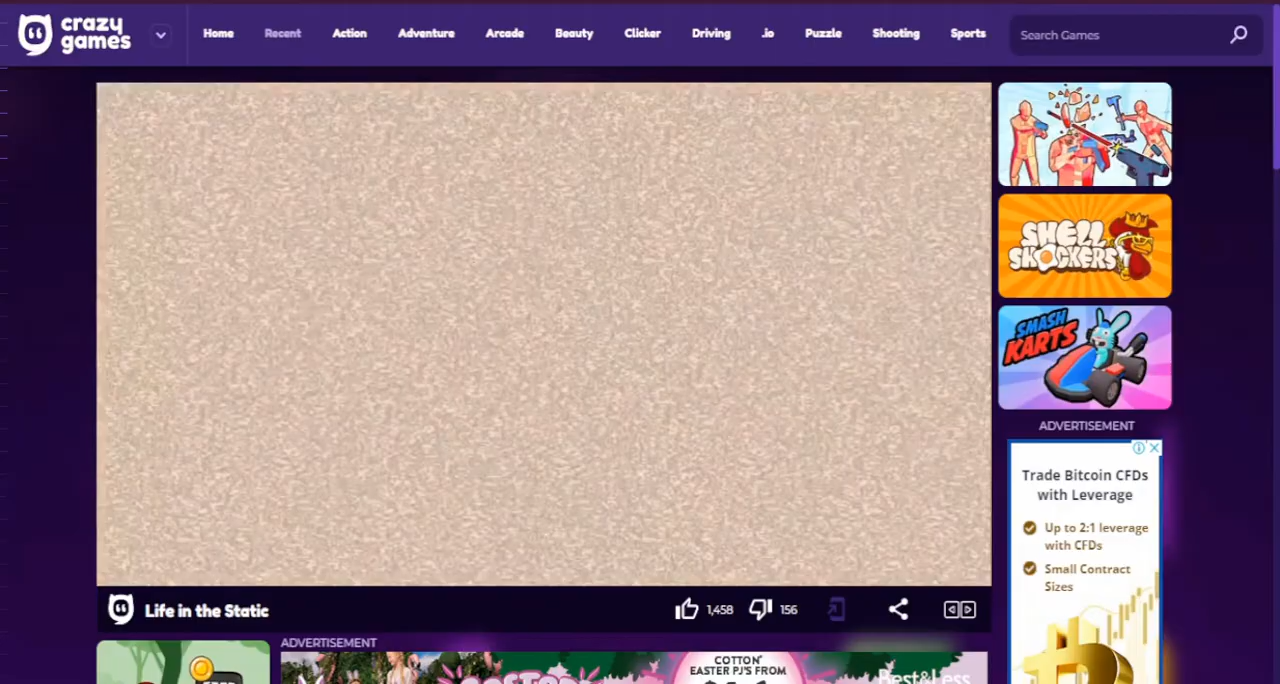 crazy games
Home Recent Action Adventure Arcade Beauty Clicker Driving .io Puzzle Shooting Sports Search Games
SHELL SHOCKERS
SMASH KARTS
ADVERTISEMENT
Trade Bitcoin CFDs
with Leverage
Up to 2:1 leverage
with CFDs
Small Contract
Sizes
Life in the Static 1,458 156
ADVERTISEMENT
COTTON
EASTER PJ'S FROM
Best&Less